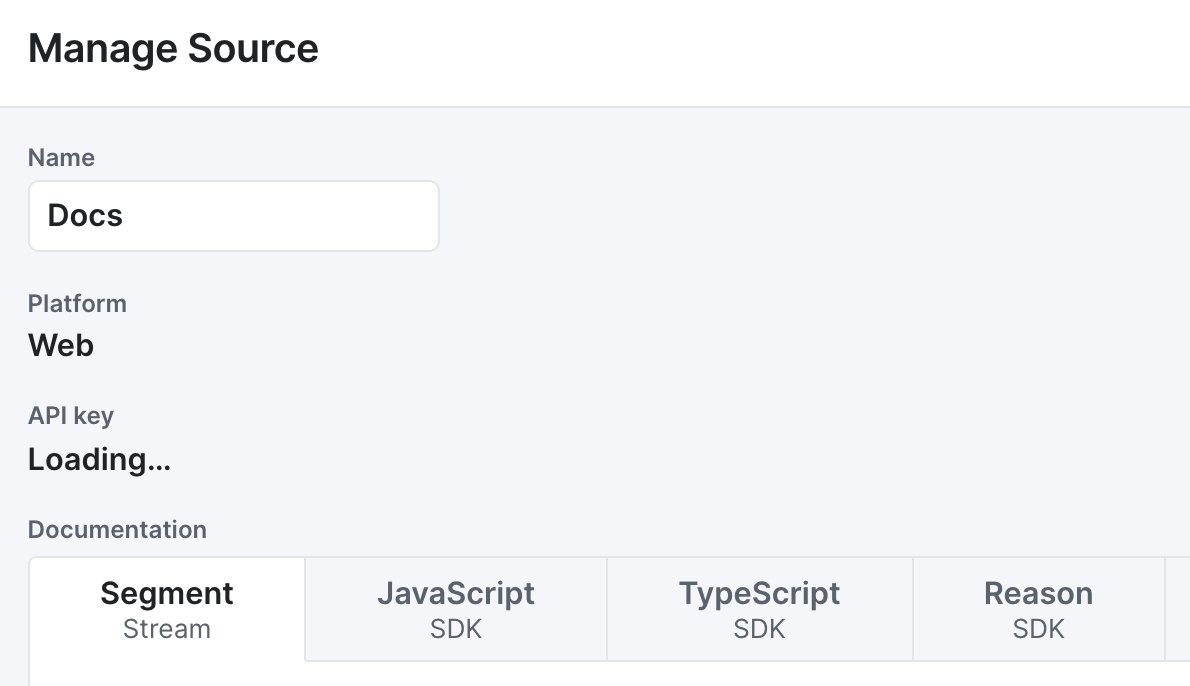 Manage Source
Name
Docs
Platform
Web
API key
Loading...
Documentation
Segment
Stream
JavaScript
SDK
TypeScript
SDK
Reason
SDK